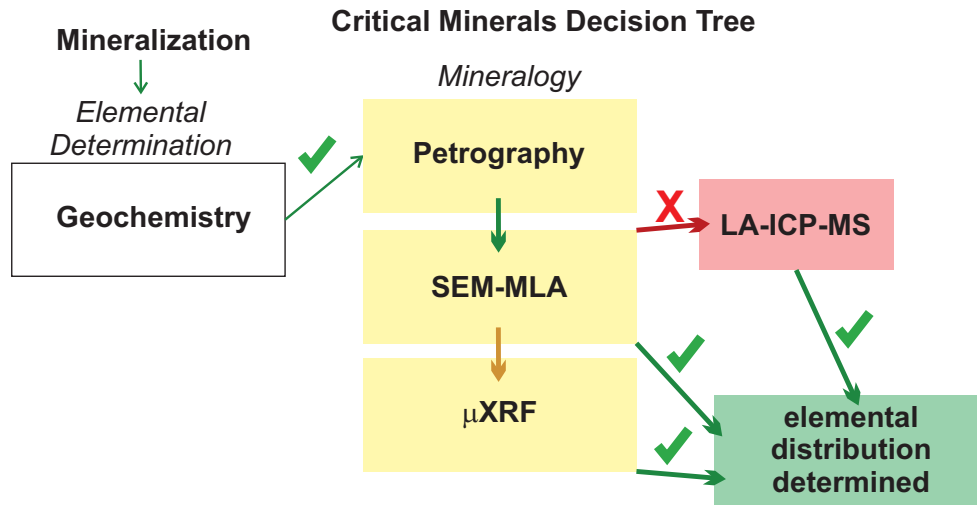 Critical Minerals Decision Tree
Mineralization
Elemental
Determination
Geochemistry
Mineralogy
Petrography
SEM-MLA
μXRF
X
LA-ICP-MS
elemental
distribution
determined